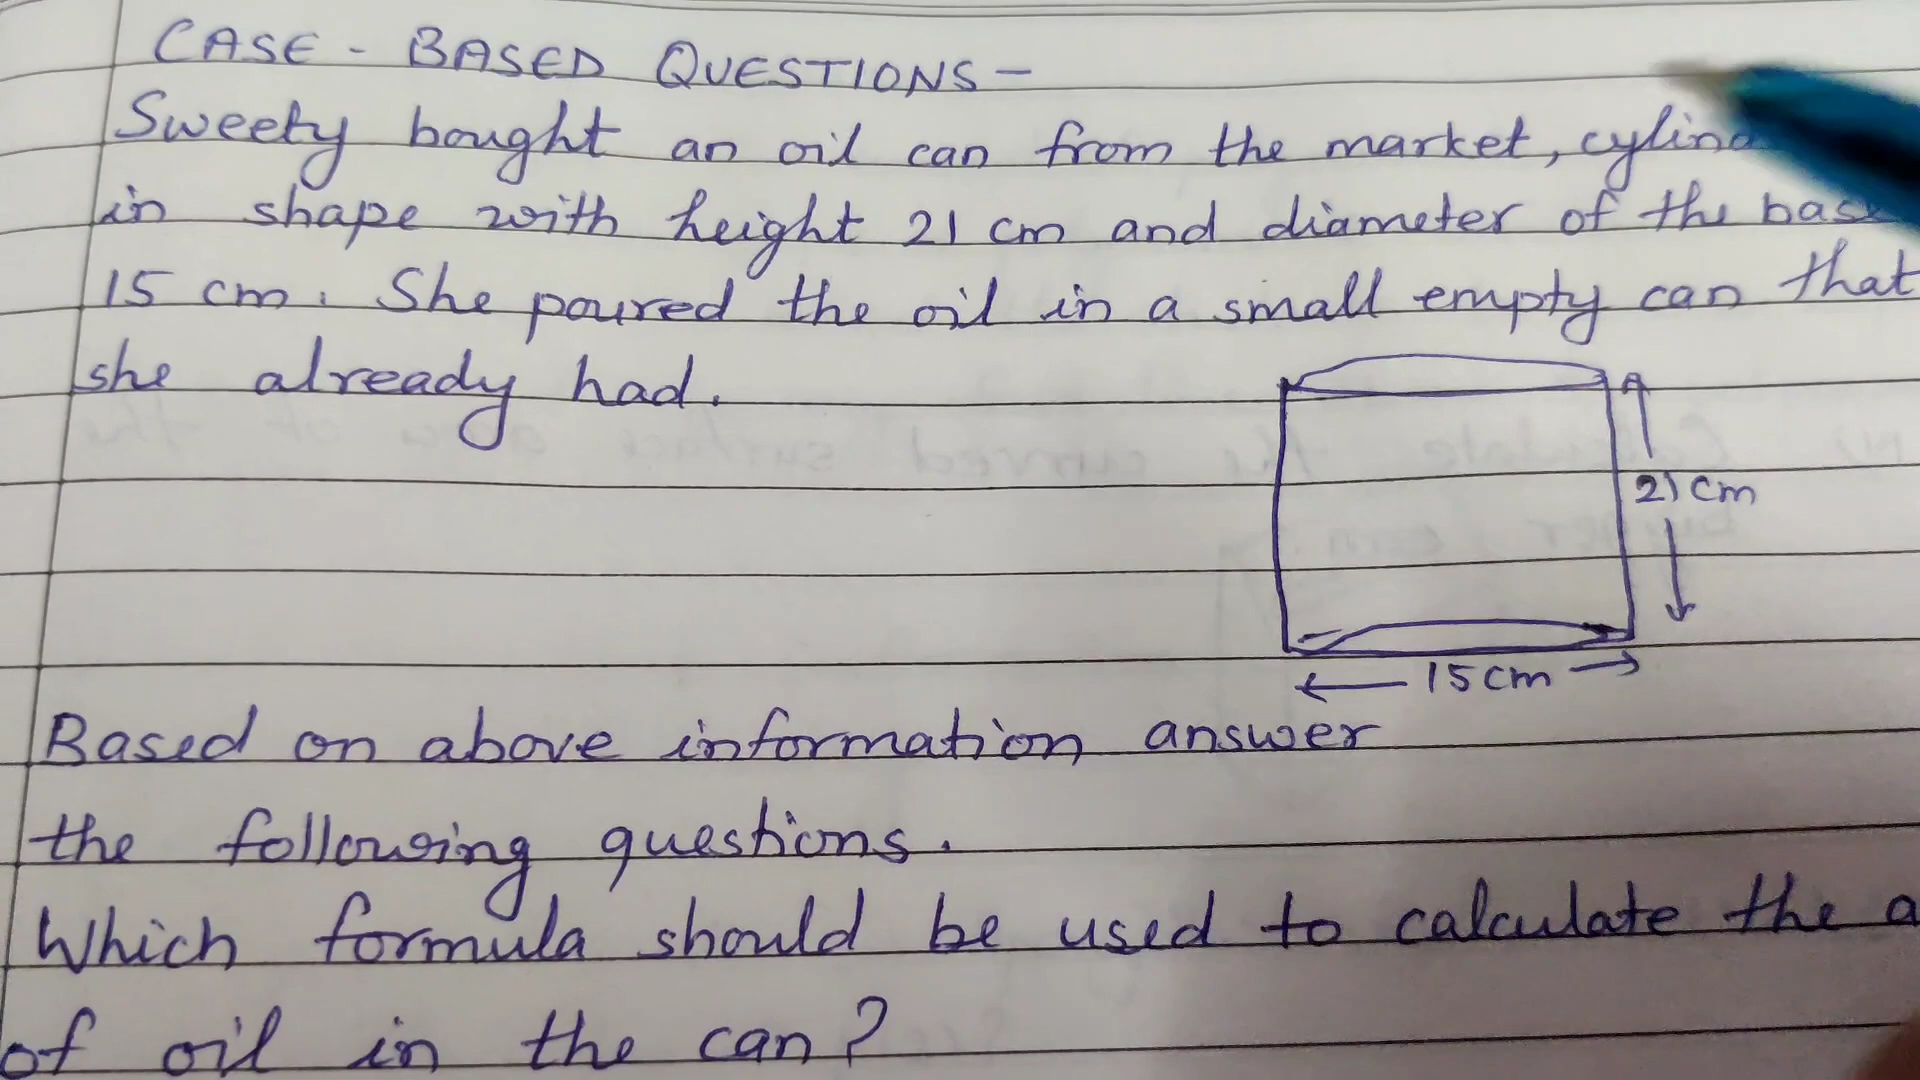 CASE - BASED QUESTIONS -
Sweety bought an oil can from the market,
in shape with height 21 cm and diameter of the
15 cm. She poured the oil in a small empty can that
she already had.
21 cm
15 cm
Based on above information answer
the following questions.
Which formula should be used to calculate the
of oil in the can?